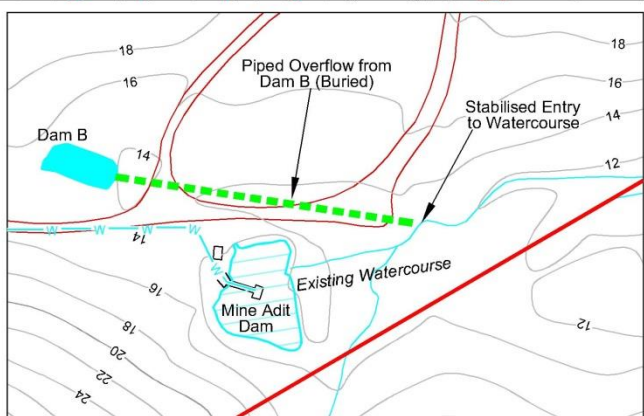 18
18
Piped Overflow from
Dam B (Buried)
16
16
Stabilised Entry
to Watercourse
Dam B
14
14
12
W W W W
14
W
Existing Watercourse
16
Mine Adit
Dam
18
12
20
22
24